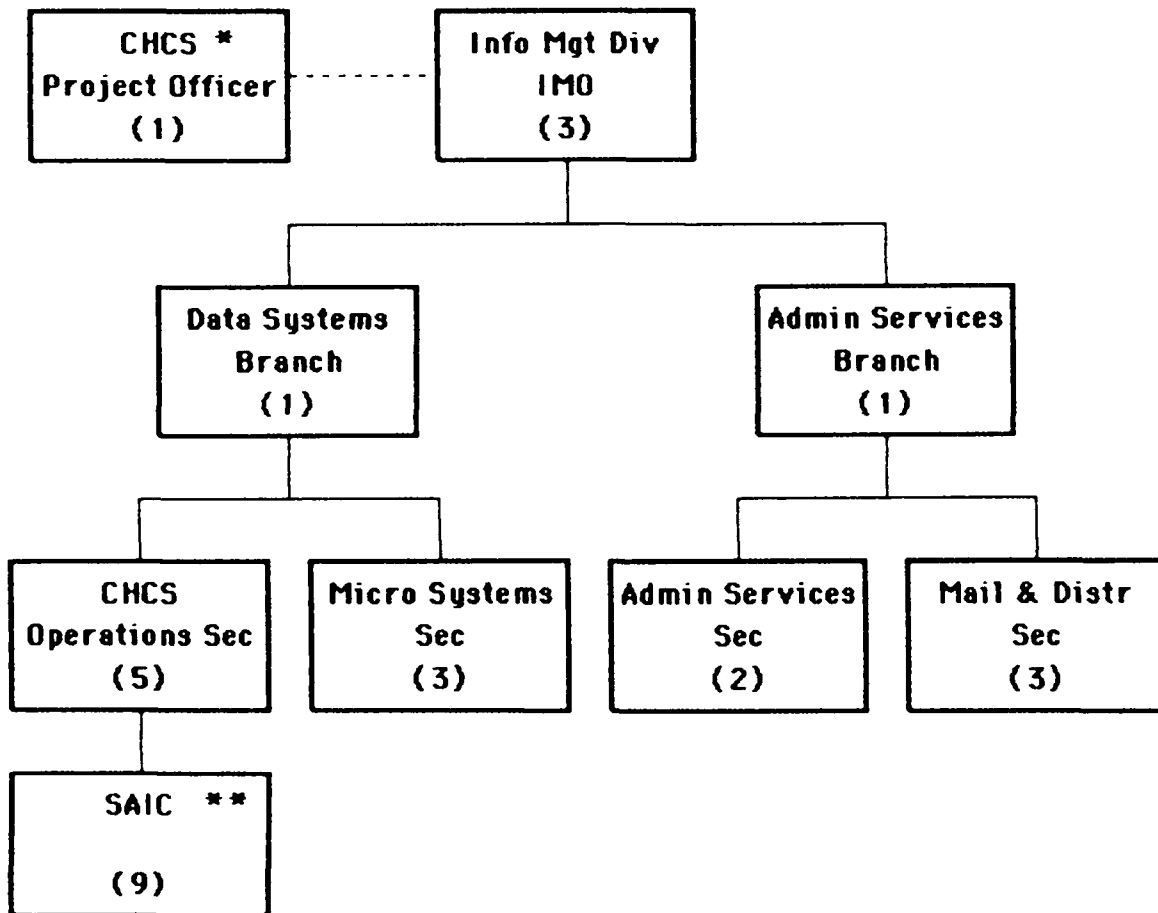 CHCS *
Project Officer
(1)
Info Mgt Div
IMO
(3)
Data Systems
Branch
(1)
Admin Services
Branch
(1)
CHCS
Operations Sec
(5)
Micro Systems
Sec
(3)
Admin Services
Sec
(2)
Mail & Distr
Sec
(3)
SAIC **
(9)